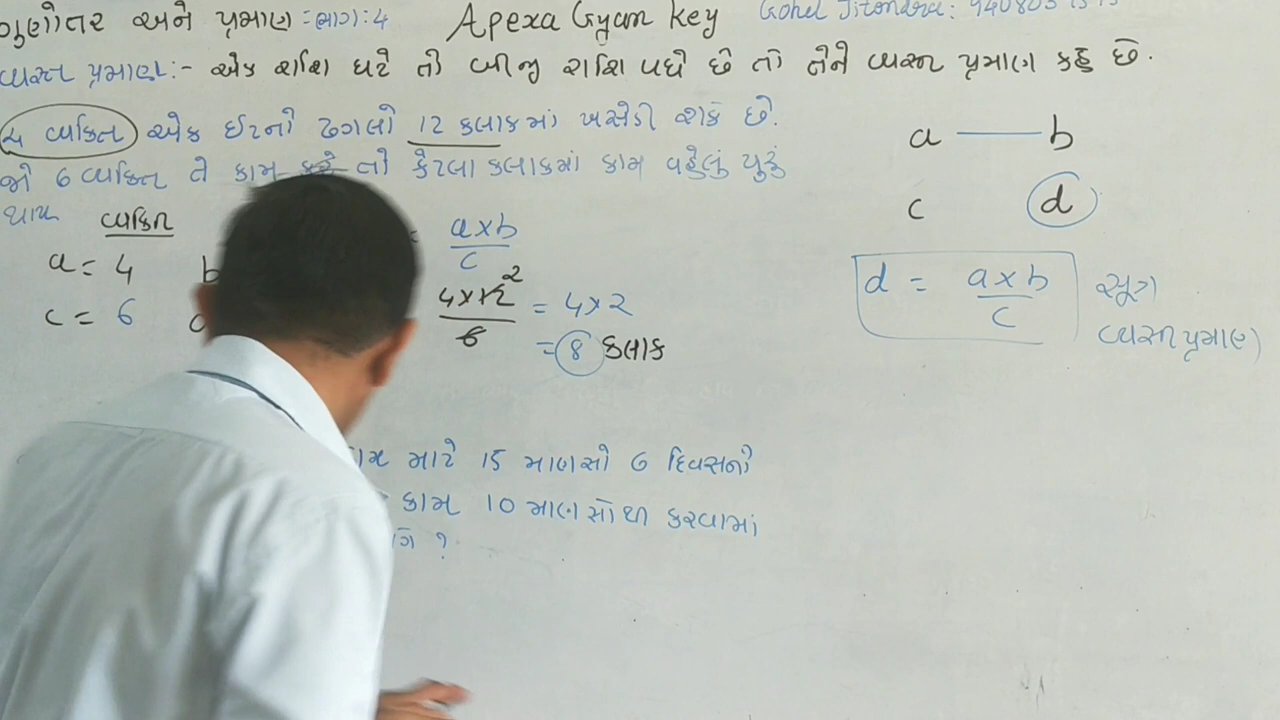 ગુણોતર અને પ્રમાણ :ભાગ:4 Apexa Gyan Key Gohel Jitendra:
વ્યસ્ત પ્રમાણ:- એક રાશિ ઘટે તો બીજી રાશિ વધે છે તો તેને વ્યસ્ત પ્રમાણ કહે છે.
4 વ્યકિત એક ઈંટનો ઢગલો 12 કલાકમાં ખસેડી શકે છે.
જો 6 વ્યકિત તે કામ કરે તો કેટલા કલાકમાં કામ વહેલું પુરું
થાય
વ્યકિત
a = 4 b
c = 6
= a×b / c
4×12 / 6 2 = 4×2
= 8 કલાક
a — b
c d
d = a×b / c સૂત્ર
વ્યસ્ત પ્રમાણ
માટે 15 માણસો 6 દિવસનો
કામ 10 માણસોથી કરવામાં
?